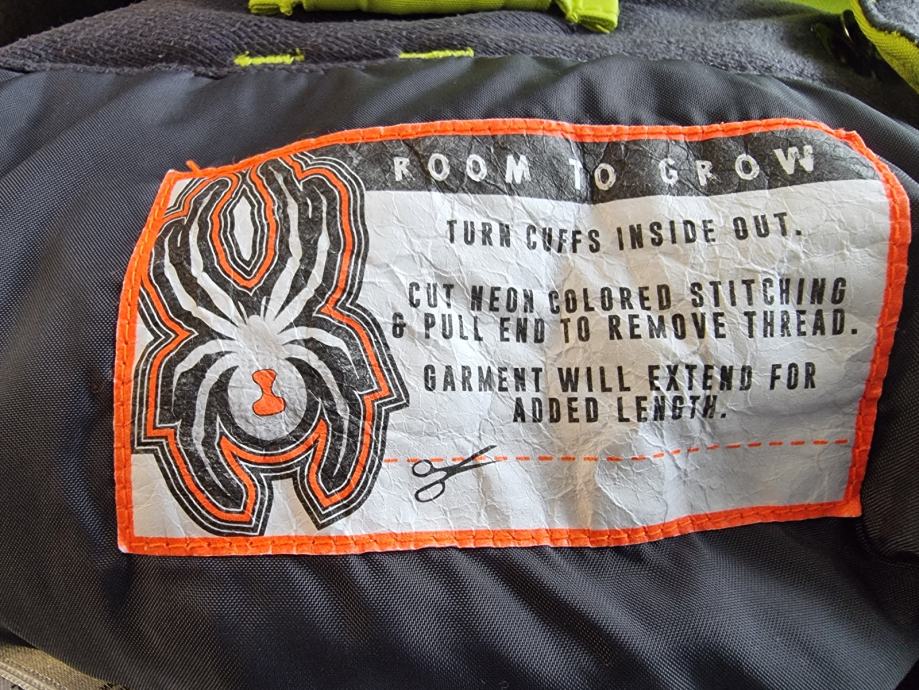 ROOM TO GROW
TURN CUFFS INSIDE OUT.
CUT NEON COLORED STITCHING
& PULL END TO REMOVE THREAD.
GARMENT WILL EXTEND FOR
ADDED LENGTH.